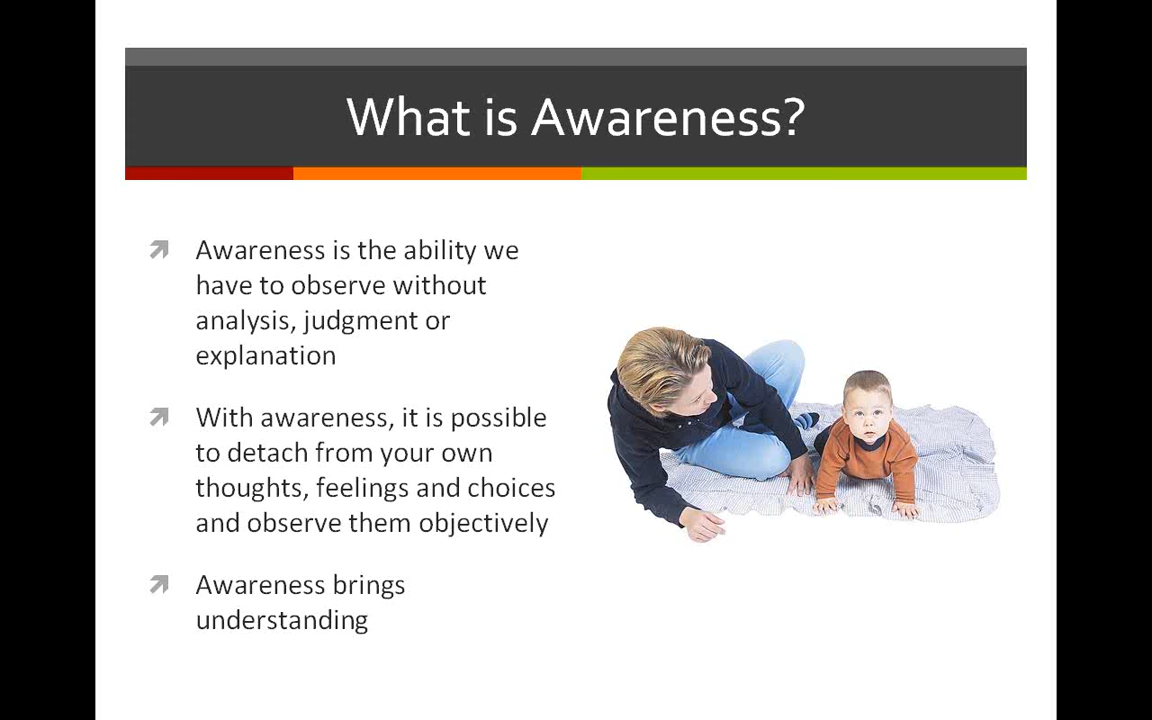 What is Awareness?
Awareness is the ability we
have to observe without
analysis, judgment or
explanation
With awareness, it is possible
to detach from your own
thoughts, feelings and choices
and observe them objectively
Awareness brings
understanding